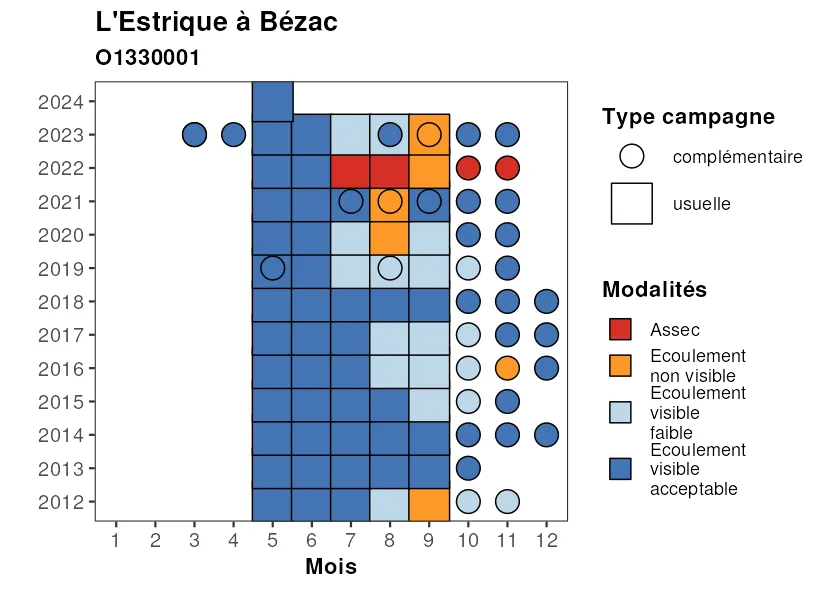 L'Estrique à Bézac
O1330001
2024
2023
2022
2021
2020
2019
2018
2017
2016
2015
2014
2013
2012
1 2 3 4 5 6 7 8 9 10 11 12
Mois
Type campagne
complémentaire
usuelle
Modalités
Assec
Ecoulement
non visible
Ecoulement
visible
faible
Ecoulement
visible
acceptable